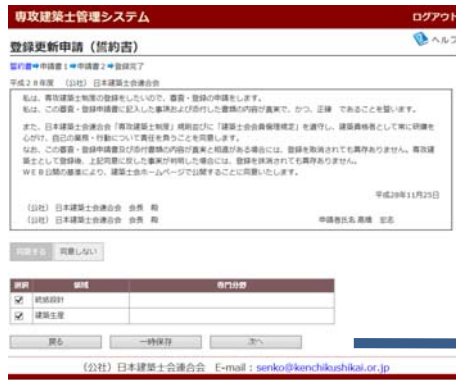 専攻建築士管理システム
ログアウト
登録更新申請（誓約書）
ヘルプ
誓約書➡申請書１➡申請書２➡登録完了
平成２８年度　（公社）日本建築士会連合会
私は、専攻建築士制度の登録をしたいので、審査・登録の申請をします。
私は、この審査・登録申請書に記入した事項および添付した書類の内容が真実で、かつ、正確　であることを誓います。
また、日本建築士会連合会「専攻建築士制度」規則並びに「建築士会会員倫理規定」を遵守し、建築資格者として常に研鑽を
心がけ、自己の業務・行動について責任を負うことを同意します。
なお、この審査・登録申請書及び添付書類の内容が真実と相違がある場合には、登録を取消されても異存ありません。専攻建
築士として登録後、上記同意に反した事実が判明した場合には、登録を抹消されても異存ありません。
ＷＥＢ公開の基準により、建築士会ホームページで公開することに同意いたします。
平成28年11月25日
（公社）日本建築士会連合会　会長　殿
（公社）日本建築士会連合会　会長　殿
申請者氏名 高橋　宏志
同意する　同意しない
選択　領域　専門分野
統括設計
建築生産
戻る　一時保存　次へ
（公社）日本建築士会連合会　E-mail：senko@kenchikushikai.or.jp